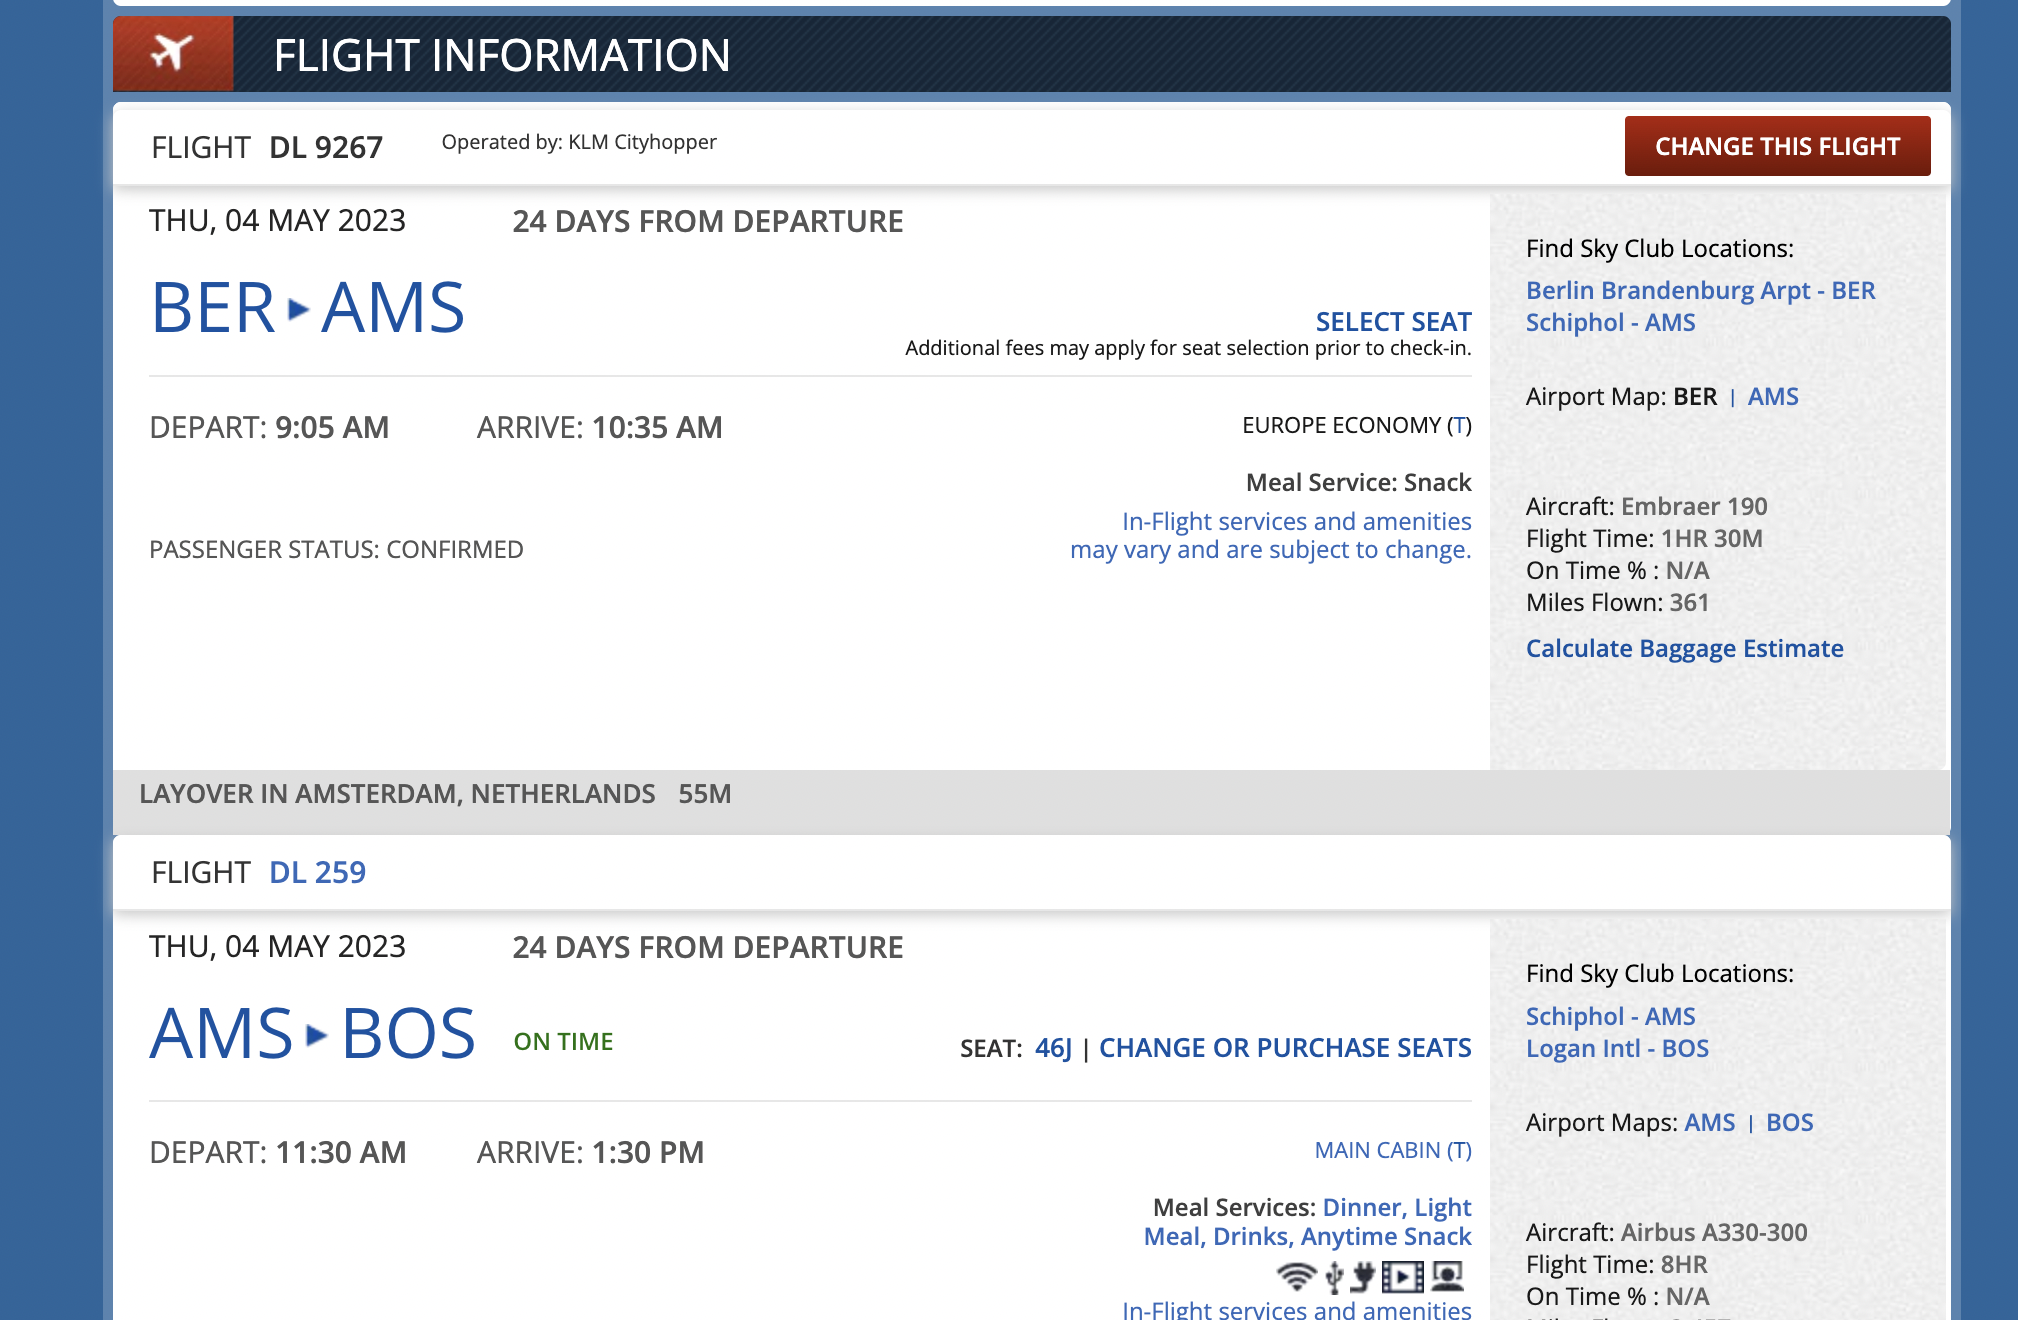 FLIGHT INFORMATION
FLIGHT DL 9267 Operated by: KLM Cityhopper
CHANGE THIS FLIGHT
THU, 04 MAY 2023 24 DAYS FROM DEPARTURE
BER AMS
SELECT SEAT
Additional fees may apply for seat selection prior to check-in.
DEPART: 9:05 AM ARRIVE: 10:35 AM
EUROPE ECONOMY (T)
Meal Service: Snack
In-Flight services and amenities
may vary and are subject to change.
PASSENGER STATUS: CONFIRMED
Find Sky Club Locations:
Berlin Brandenburg Arpt - BER
Schiphol - AMS
Airport Map: BER | AMS
Aircraft: Embraer 190
Flight Time: 1HR 30M
On Time % : N/A
Miles Flown: 361
Calculate Baggage Estimate
LAYOVER IN AMSTERDAM, NETHERLANDS 55M
FLIGHT DL 259
THU, 04 MAY 2023 24 DAYS FROM DEPARTURE
AMS BOS ON TIME
SEAT: 46J | CHANGE OR PURCHASE SEATS
DEPART: 11:30 AM ARRIVE: 1:30 PM
MAIN CABIN (T)
Meal Services: Dinner, Light
Meal, Drinks, Anytime Snack
In-Flight services and amenities
Find Sky Club Locations:
Schiphol - AMS
Logan Intl - BOS
Airport Maps: AMS | BOS
Aircraft: Airbus A330-300
Flight Time: 8HR
On Time % : N/A